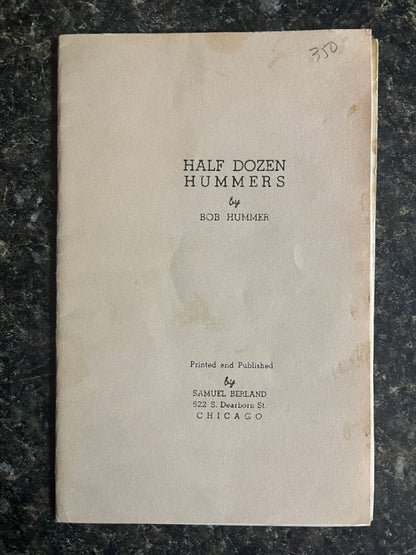 350
HALF DOZEN
HUMMERS
by
BOB HUMMER
Printed and Published
by
SAMUEL BERLAND
522 S. Dearborn St.
CHICAGO